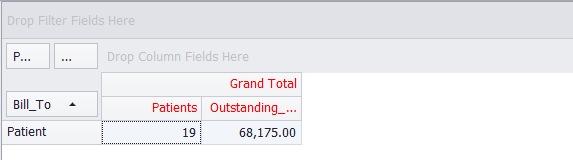 Drop Filter Fields Here
P... ... Drop Column Fields Here
Grand Total
Bill_To Patients Outstanding_...
Patient 19 68,175.00